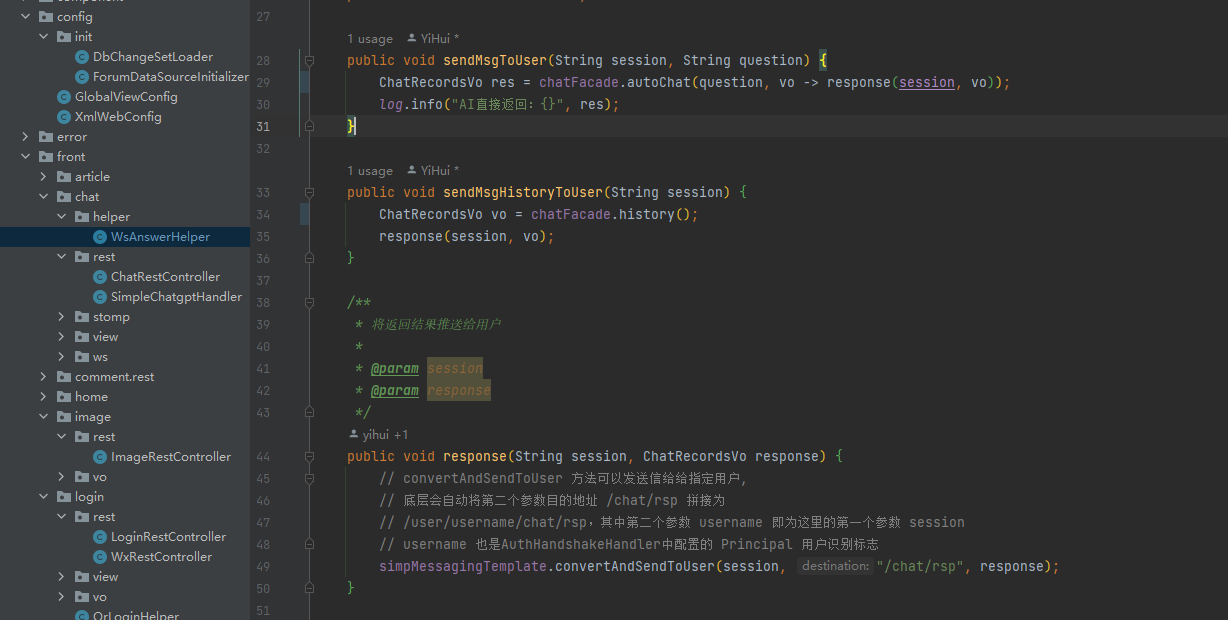 config
init
DbChangeSetLoader
ForumDataSourceInitializer
GlobalViewConfig
XmlWebConfig
error
front
article
chat
helper
WsAnswerHelper
rest
ChatRestController
SimpleChatgptHandler
stomp
view
ws
comment.rest
home
image
rest
ImageRestController
vo
login
rest
LoginRestController
WxRestController
view
vo
QrLoginHelper
27
1 usage YiHui *
28 public void sendMsgToUser(String session, String question) {
29 ChatRecordsVo res = chatFacade.autoChat(question, vo -> response(session, vo));
30 log.info("AI直接返回：{}", res);
31 }
32
1 usage YiHui *
33 public void sendMsgHistoryToUser(String session) {
34 ChatRecordsVo vo = chatFacade.history();
35 response(session, vo);
36 }
37
38 /**
39 * 将返回结果推送给用户
40 *
41 * @param session
42 * @param response
43 */
yihui +1
44 public void response(String session, ChatRecordsVo response) {
45 // convertAndSendToUser 方法可以发送信给给指定用户,
46 // 底层会自动将第二个参数目的地址 /chat/rsp 拼接为
47 // /user/username/chat/rsp，其中第二个参数 username 即为这里的第一个参数 session
48 // username 也是AuthHandshakeHandler中配置的 Principal 用户识别标志
49 simpMessagingTemplate.convertAndSendToUser(session, destination: "/chat/rsp", response);
50 }
51